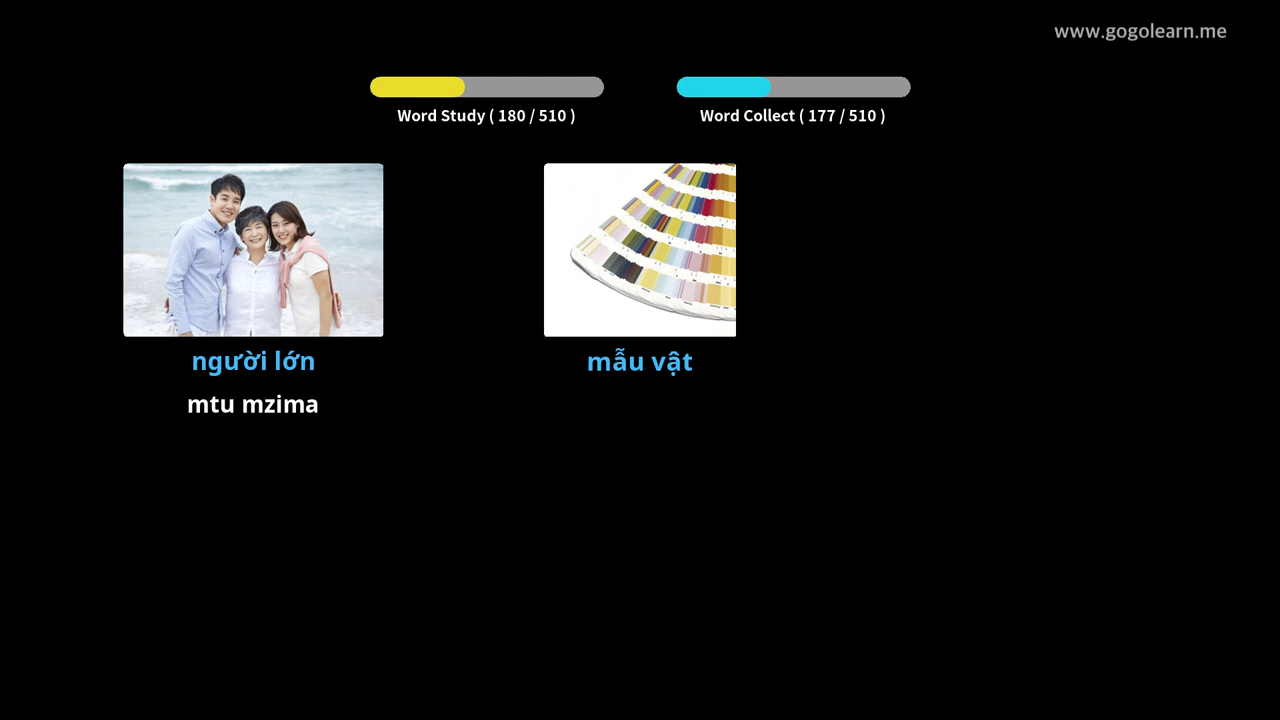 www.gogolearn.me
Word Study ( 180 / 510 )
Word Collect ( 177 / 510 )
người lớn
mtu mzima
mẫu vật